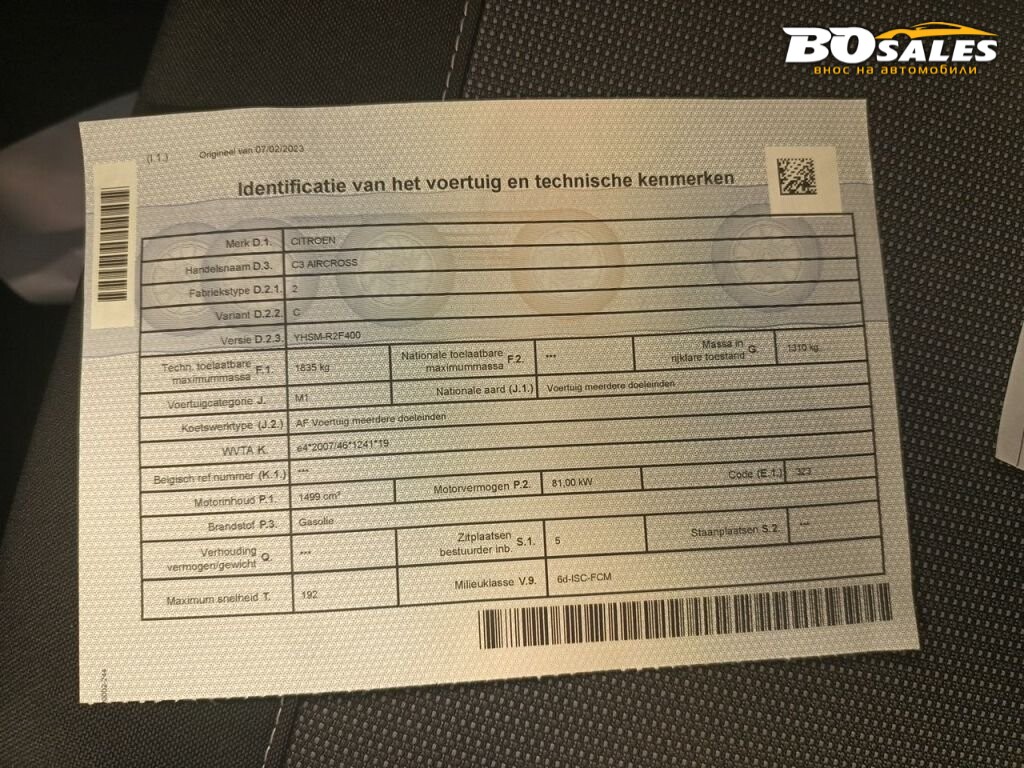 BOSALES
внос на автомобили
(I.1.) Origineel van 07/02/2023
Identificatie van het voertuig en technische kenmerken
Merk D.1. CITROEN
Handelsnaam D.3. C3 AIRCROSS
Fabriekstype D.2.1. 2
Variant D.2.2. C
Versie D.2.3. YHSM-R2F400
Techn. toelaatbare maximummassa F.1. 1835 kg Nationale toelaatbare maximummassa F.2. *** Massa in rijklare toestand G. 1310 kg
Voertuigcategorie J. M1 Nationale aard (J.1.) Voertuig meerdere doeleinden
Koetswerktype (J.2.) AF Voertuig meerdere doeleinden
WVTA K. e4*2007/46*1241*19
Belgisch ref.nummer (K.1.) ***
Motorinhoud P.1. 1499 cm³ Motorvermogen P.2. 81,00 kW Code (E.1.) 323
Brandstof P.3. Gasolie
Verhouding vermogen/gewicht Q. *** Zitplaatsen bestuurder inb. S.1. 5 Staanplaatsen S.2. ***
Maximum snelheid T. 192 Milieuklasse V.9. 6d-ISC-FCM